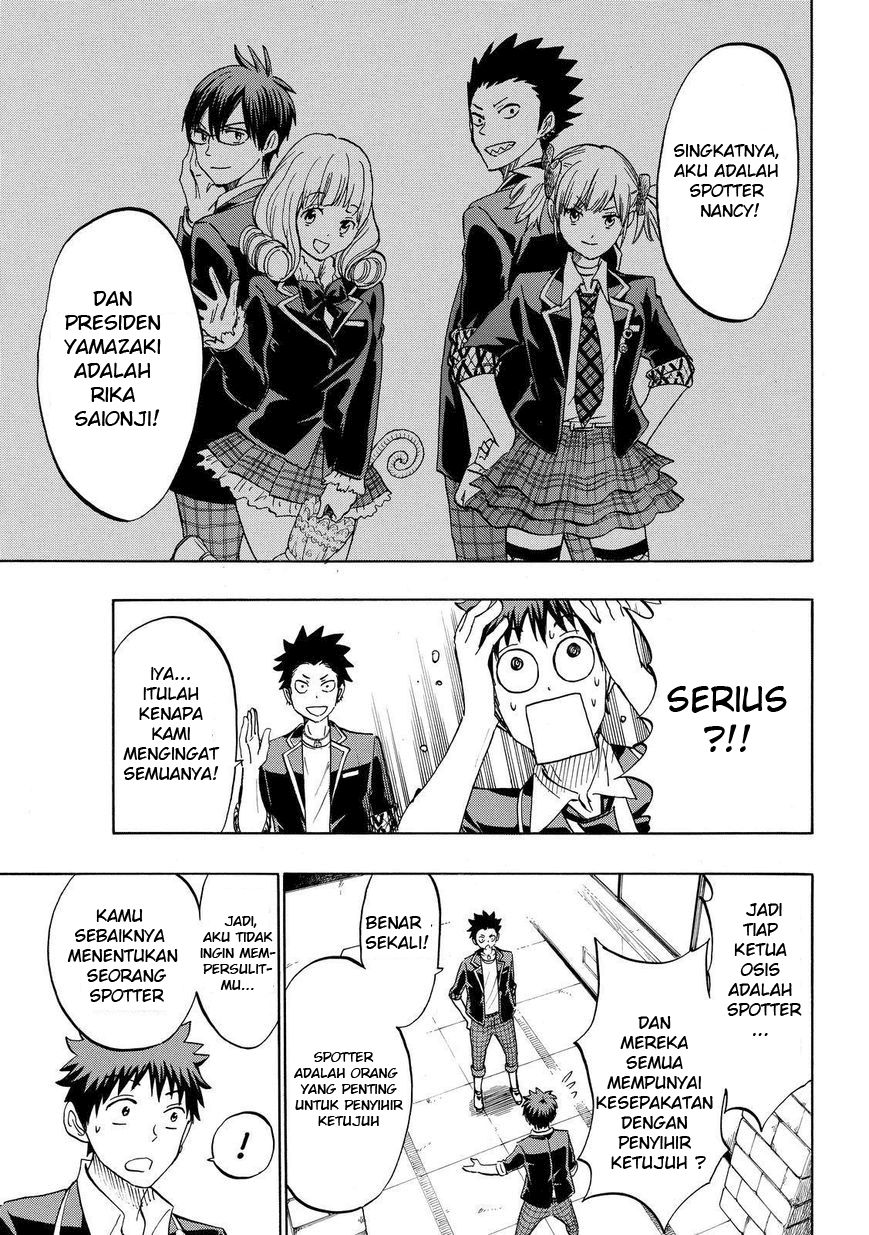 SINGKATNYA,
AKU ADALAH
SPOTTER
NANCY!
DAN
PRESIDEN
YAMAZAKI
ADALAH
RIKA
SAIONJI!
SERIUS
?!!
IYA...
ITULAH
KENAPA
KAMI
MENGINGAT
SEMUANYA!
JADI
TIAP
KETUA
OSIS
ADALAH
SPOTTER
...
DAN
MEREKA
SEMUA
MEMPUNYAI
KESEPAKATAN
DENGAN
PENYIHIR
KETUJUH ?
BENAR
SEKALI!
SPOTTER
ADALAH ORANG
YANG PENTING
UNTUK PENYIHIR
KETUJUH
JADI,
AKU TIDAK
INGIN MEM-
PERSULIT-
MU...
KAMU
SEBAIKNYA
MENENTUKAN
SEORANG
SPOTTER
!